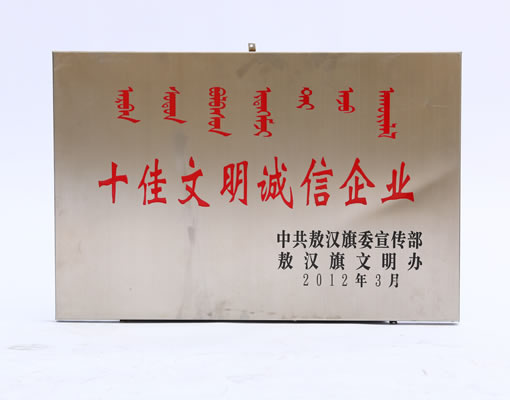 十佳文明诚信企业
中共敖汉旗委宣传部
敖汉旗文明办
2012年3月